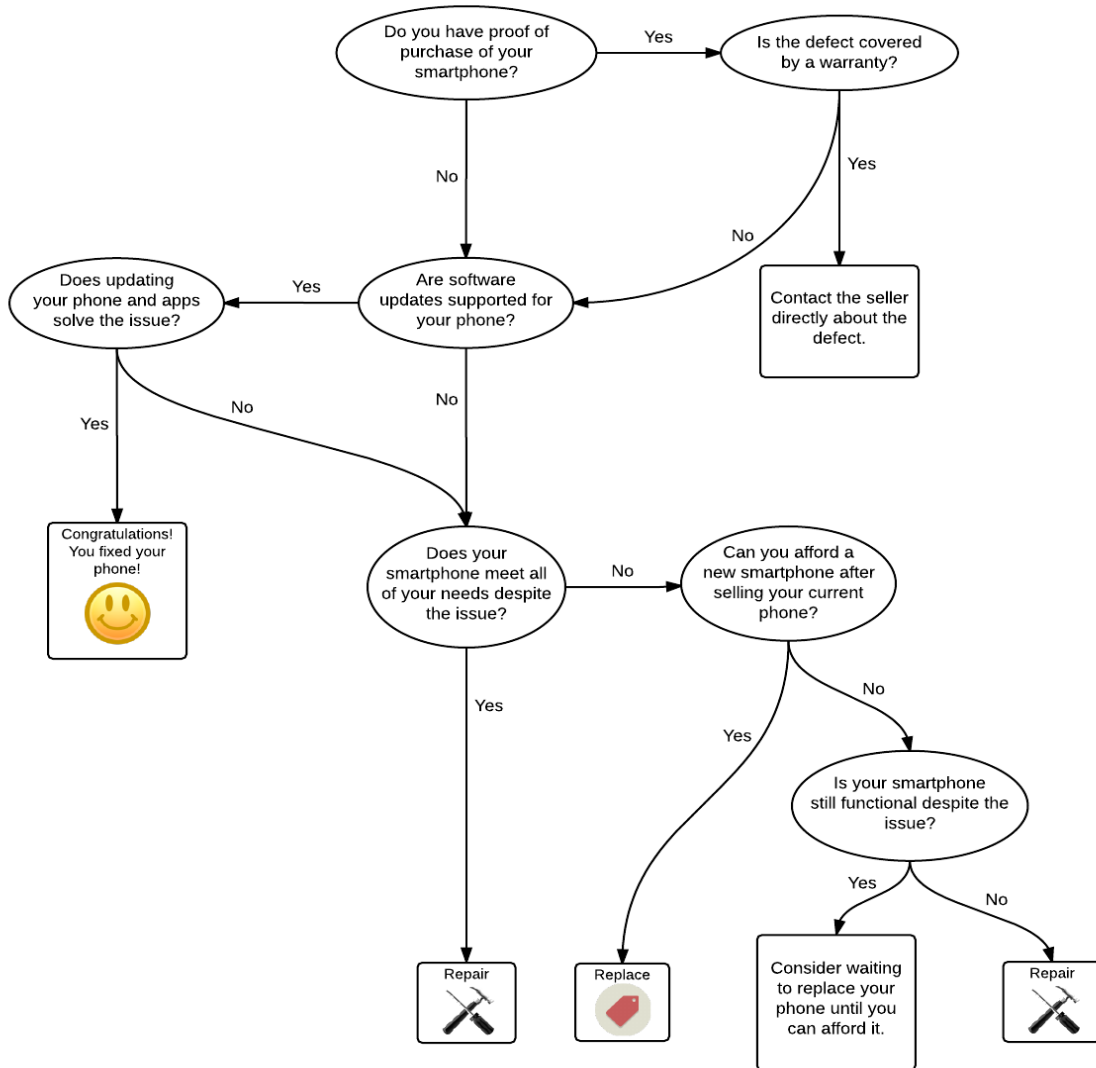 Do you have proof of
purchase of your
smartphone?
Yes
Is the defect covered
by a warranty?
No
Yes
No
Does updating
your phone and apps
solve the issue?
Yes
Are software
updates supported for
your phone?
Contact the seller
directly about the
defect.
Yes
No
No
Congratulations!
You fixed your
phone!
Does your
smartphone meet all
of your needs despite
the issue?
No
Can you afford a
new smartphone after
selling your current
phone?
Yes
Yes
No
Is your smartphone
still functional despite the
issue?
Yes
No
Repair
Replace
Consider waiting
to replace your
phone until you
can afford it.
Repair